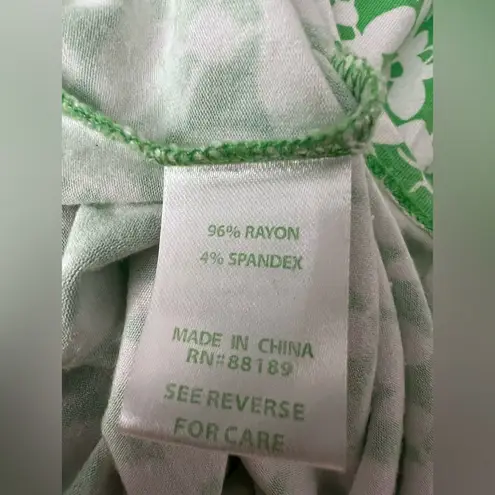 96% RAYON
4% SPANDEX
MADE IN CHINA
RN#88189
SEE REVERSE
FOR CARE